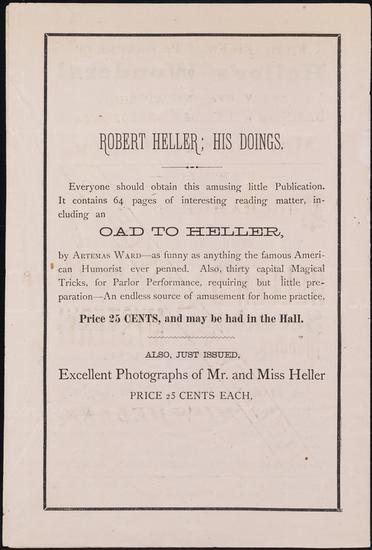 ROBERT HELLER; HIS DOINGS.
Everyone should obtain this amusing little Publication.
It contains 64 pages of interesting reading matter, in-
cluding an
OAD TO HELLER,
by ARTEMAS WARD—as funny as anything the famous Ameri-
can Humorist ever penned. Also, thirty capital Magical
Tricks, for Parlor Performance, requiring but little pre-
paration—An endless source of amusement for home practice,
Price 25 CENTS, and may be had in the Hall.
ALSO, JUST ISSUED,
Excellent Photographs of Mr. and Miss Heller
PRICE 25 CENTS EACH.